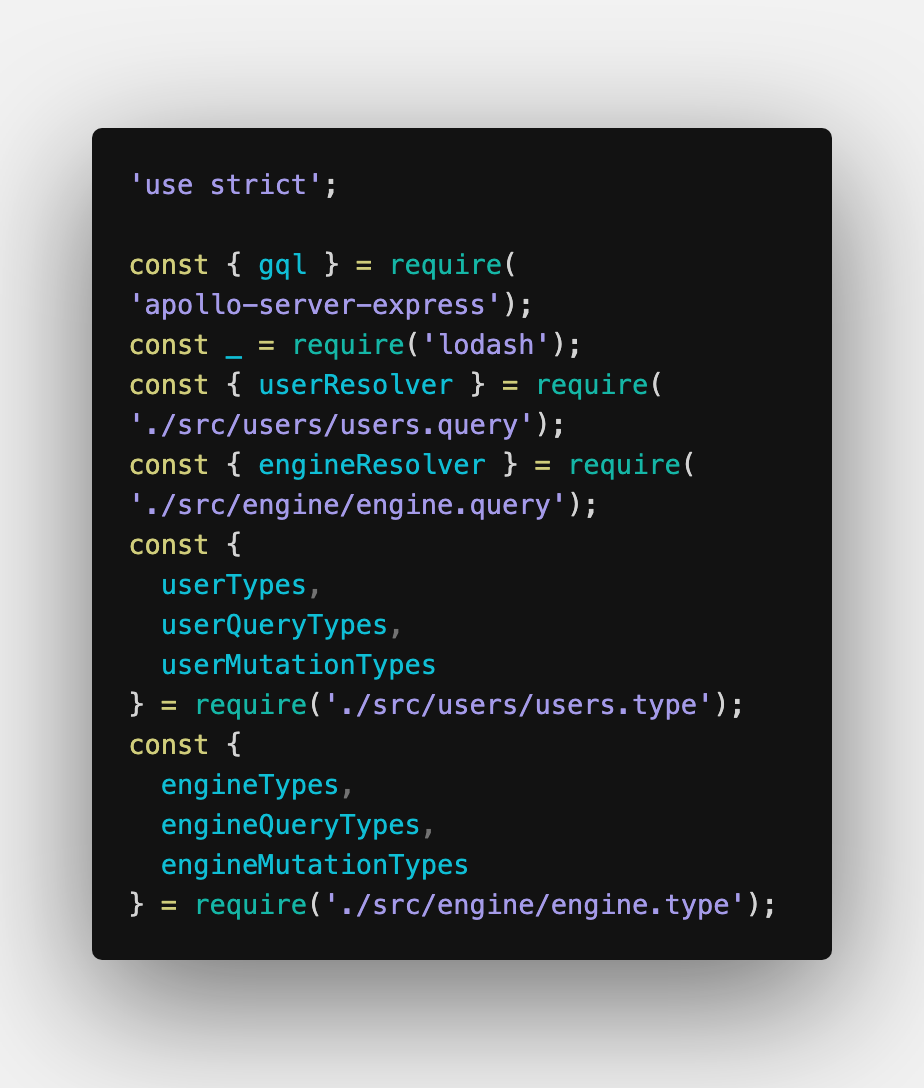 'use strict';

const { gql } = require(
'apollo-server-express');
const _ = require('lodash');
const { userResolver } = require(
'./src/users/users.query');
const { engineResolver } = require(
'./src/engine/engine.query');
const {
  userTypes,
  userQueryTypes,
  userMutationTypes
} = require('./src/users/users.type');
const {
  engineTypes,
  engineQueryTypes,
  engineMutationTypes
} = require('./src/engine/engine.type');